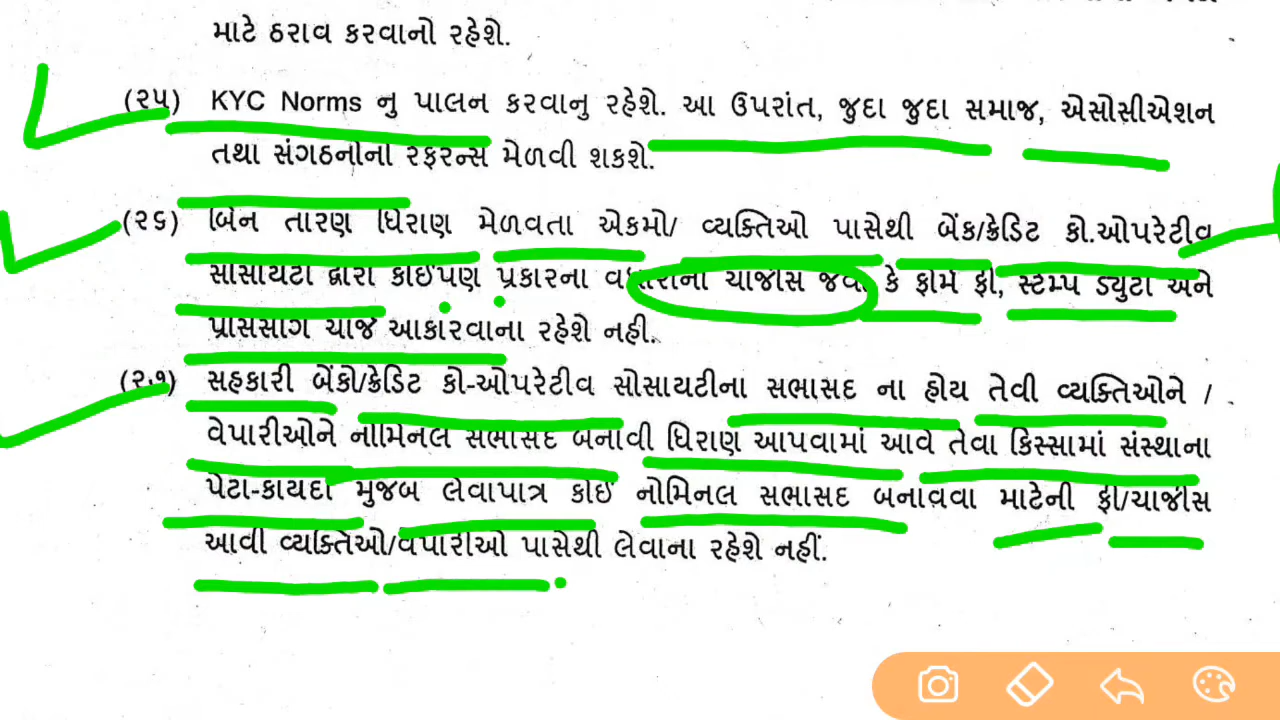 માટે ઠરાવ કરવાનો રહેશે.
(૨૫) KYC Norms નુ પાલન કરવાનુ રહેશે. આ ઉપરાંત, જુદા જુદા સમાજ, એસોસીએશન
તથા સંગઠનોનો રેફરન્સ મેળવી શકશે.
(૨૬) બિન તારણ ધિરાણ મેળવતા એકમો/ વ્યક્તિઓ પાસેથી બેંક/ક્રેડિટ કો.ઓપરેટીવ
સોસાયટી દ્વારા કોઈપણ પ્રકારના વધારાના ચાર્જીસ જેવા કે ફોર્મ ફી, સ્ટેમ્પ ડ્યુટી અને
પ્રોસેસીંગ ચાર્જ આકારવાના રહેશે નહી.
(૨૭) સહકારી બેંકો/ક્રેડિટ કો-ઓપરેટીવ સોસાયટીના સભાસદ ના હોય તેવી વ્યક્તિઓને /
વેપારીઓને નોમિનલ સભાસદ બનાવી ધિરાણ આપવામાં આવે તેવા કિસ્સામાં સંસ્થાના
પેટા-કાયદા મુજબ લેવાપાત્ર કોઈ નોમિનલ સભાસદ બનાવવા માટેની ફી/ચાર્જીસ
આવી વ્યક્તિઓ/વેપારીઓ પાસેથી લેવાના રહેશે નહીં.